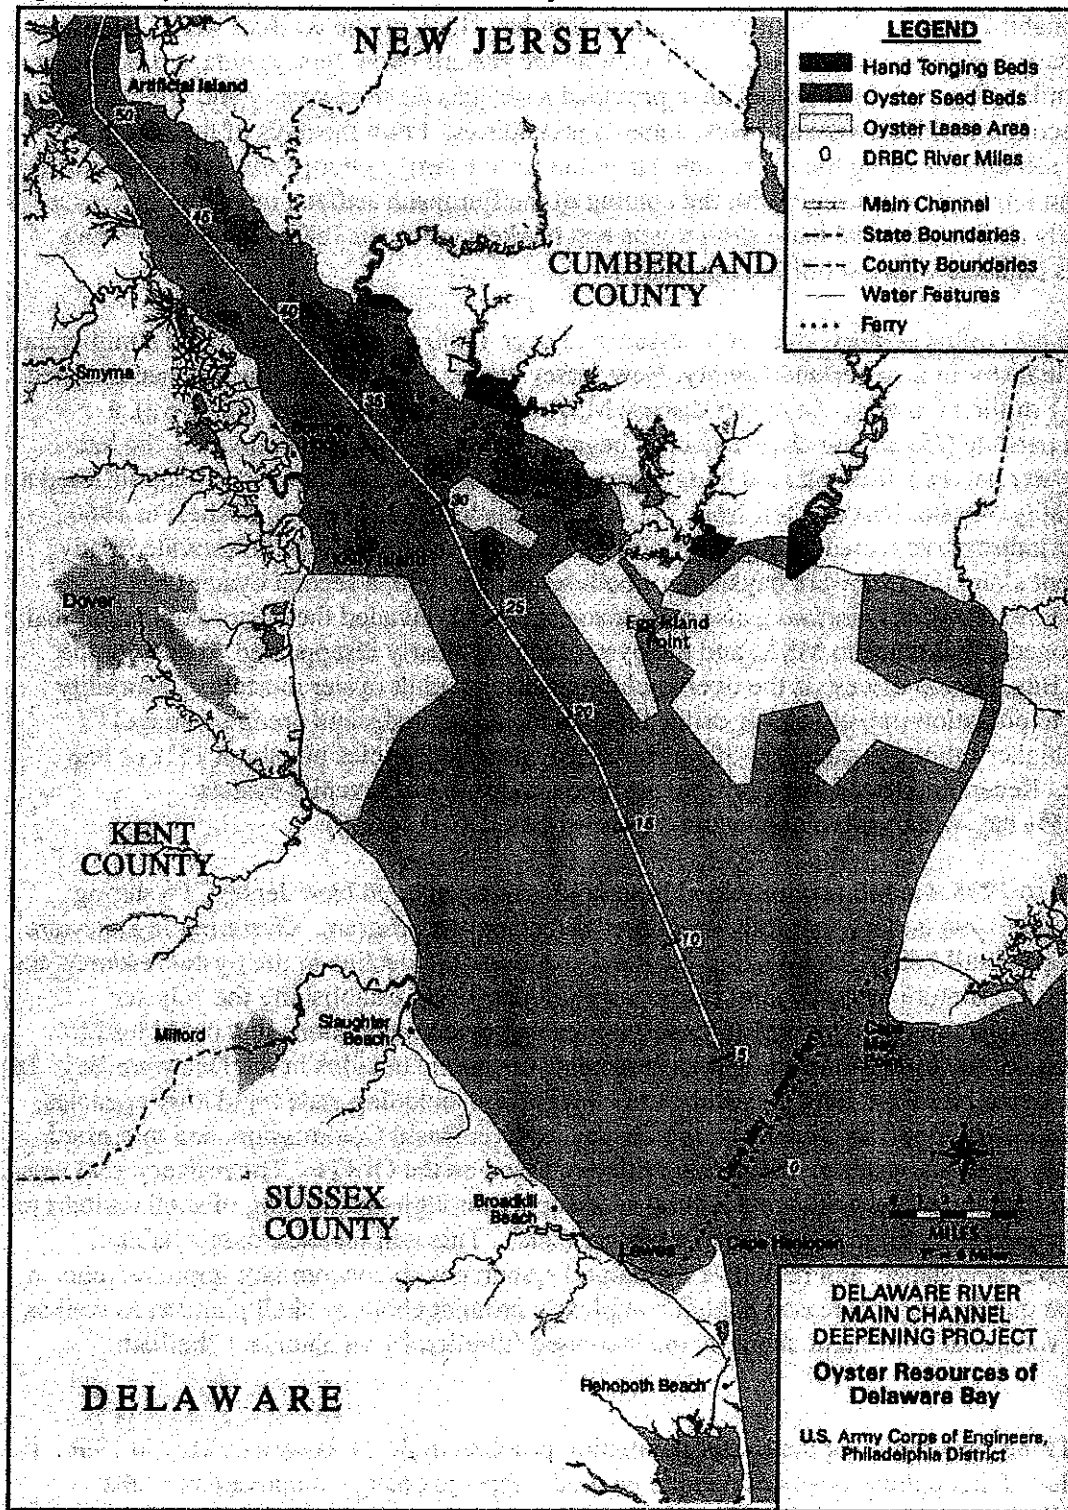 NEW JERSEY
LEGEND
Hand Tonging Beds
Oyster Seed Beds
Oyster Lease Area
0 DRBC River Miles
Main Channel
State Boundaries
County Boundaries
Water Features
Ferry
Artificial Island
50
45
CUMBERLAND
COUNTY
40
Smyrna
35
30
Dover
25
Egg Island
Point
20
15
KENT
COUNTY
10
Milford
Slaughter
Beach
Cape
May
5
0
SUSSEX
COUNTY
Broadkill
Beach
MILES
Lewes
Cape Henlopen
DELAWARE RIVER
MAIN CHANNEL
DEEPENING PROJECT
Oyster Resources of
Delaware Bay
U.S. Army Corps of Engineers,
Philadelphia District
Rehoboth Beach
DELAWARE